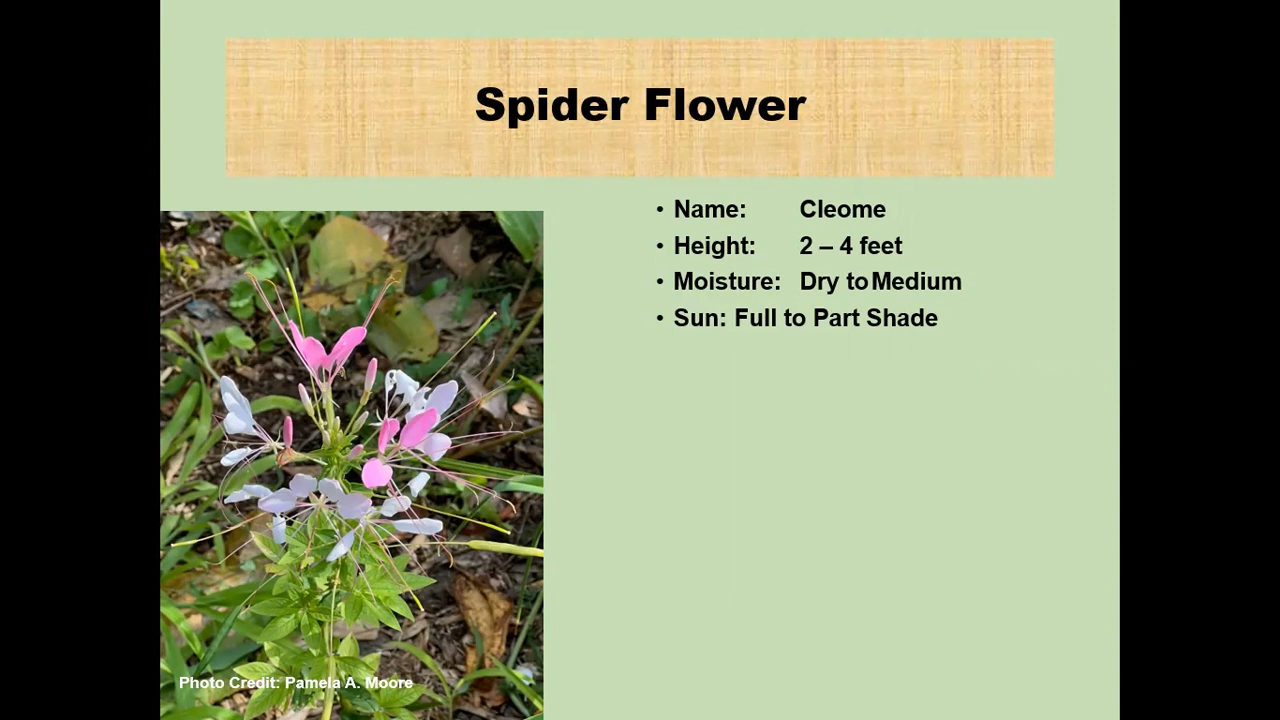 Spider Flower
• Name: Cleome
• Height: 2 – 4 feet
• Moisture: Dry to Medium
• Sun: Full to Part Shade
Photo Credit: Pamela A. Moore